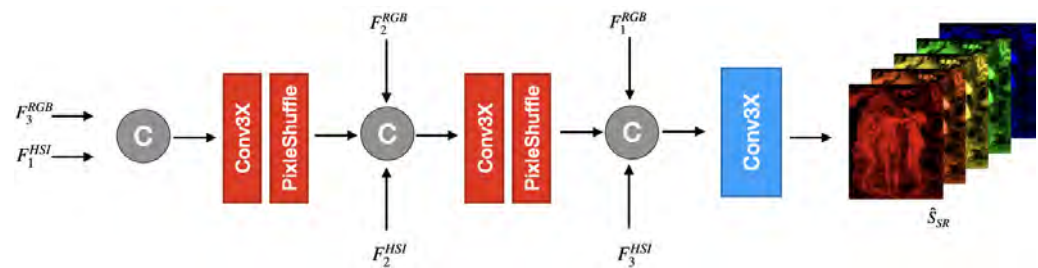 F_2^{RGB}
F_1^{RGB}
F_3^{RGB}
F_1^{HSI}
C
Conv3X
PixleShuffle
C
Conv3X
PixleShuffle
C
Conv3X
F_2^{HSI}
F_3^{HSI}
Ŝ_{SR}